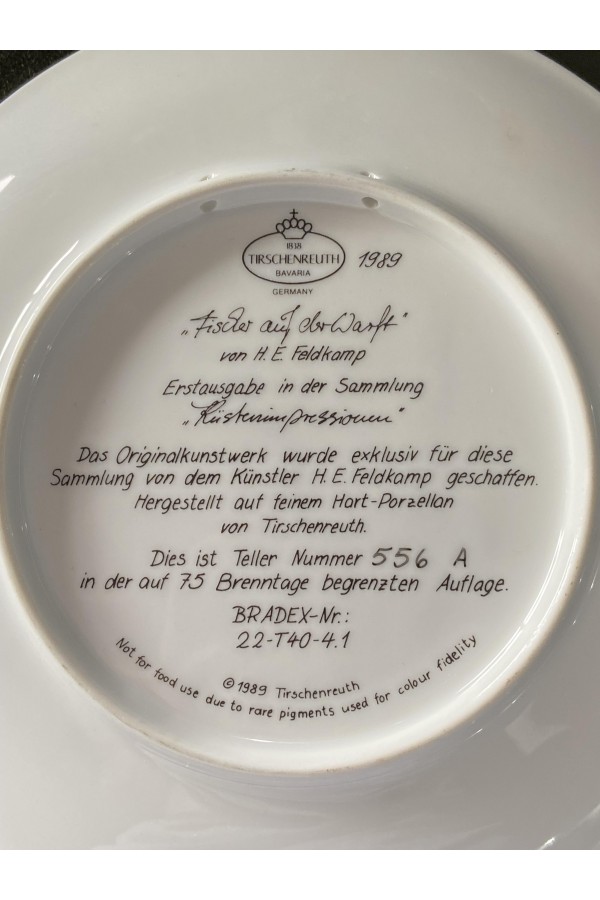 1838
TIRSCHENREUTH
BAVARIA
GERMANY
1989
„Fischer auf der Warft"
von H. E. Feldkamp
Erstausgabe in der Sammlung
„Küstenimpressionen"
Das Originalkunstwerk wurde exklusiv für diese
Sammlung von dem Künstler H. E. Feldkamp geschaffen.
Hergestellt auf feinem Hart-Porzellan
von Tirschenreuth.
Dies ist Teller Nummer 556 A
in der auf 75 Brenntage begrenzten Auflage.
BRADEX-Nr.:
22-T40-4.1
© 1989 Tirschenreuth
Not for food use due to rare pigments used for colour fidelity